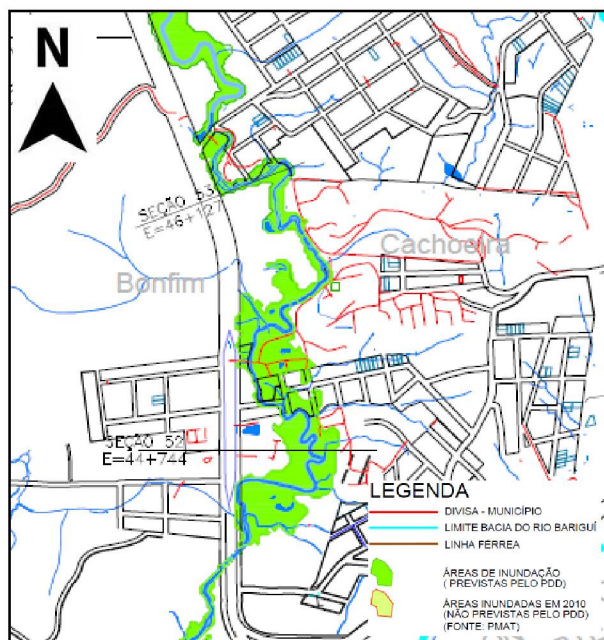 N
SEÇÃO 53
E=46+127
Cachoeira
Bonfim
SEÇÃO 52
E=44+744
LEGENDA
DIVISA - MUNICÍPIO
LIMITE BACIA DO RIO BARIGUÍ
LINHA FÉRREA
ÁREAS DE INUNDAÇÃO
( PREVISTAS PELO PDD)
ÁREAS INUNDADAS EM 2010
(NÃO PREVISTAS PELO PDD)
(FONTE: PMAT)